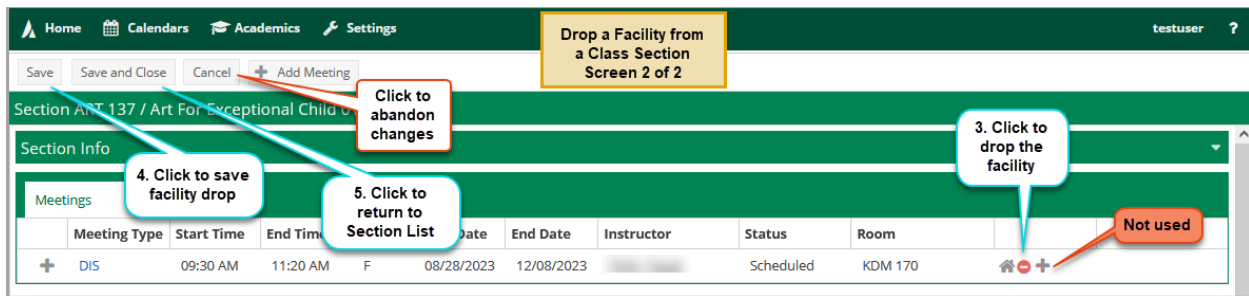 Home Calendars Academics Settings testuser ?
Drop a Facility from
a Class Section
Screen 2 of 2
Save Save and Close Cancel Add Meeting
Click to
abandon
changes
Section ART 137 / Art For Exceptional Child
Section Info
3. Click to
drop the
facility
4. Click to save
facility drop
5. Click to
return to
Section List
Meetings
Not used
Meeting Type Start Time End Time Date End Date Instructor Status Room
DIS 09:30 AM 11:20 AM F 08/28/2023 12/08/2023 Scheduled KDM 170